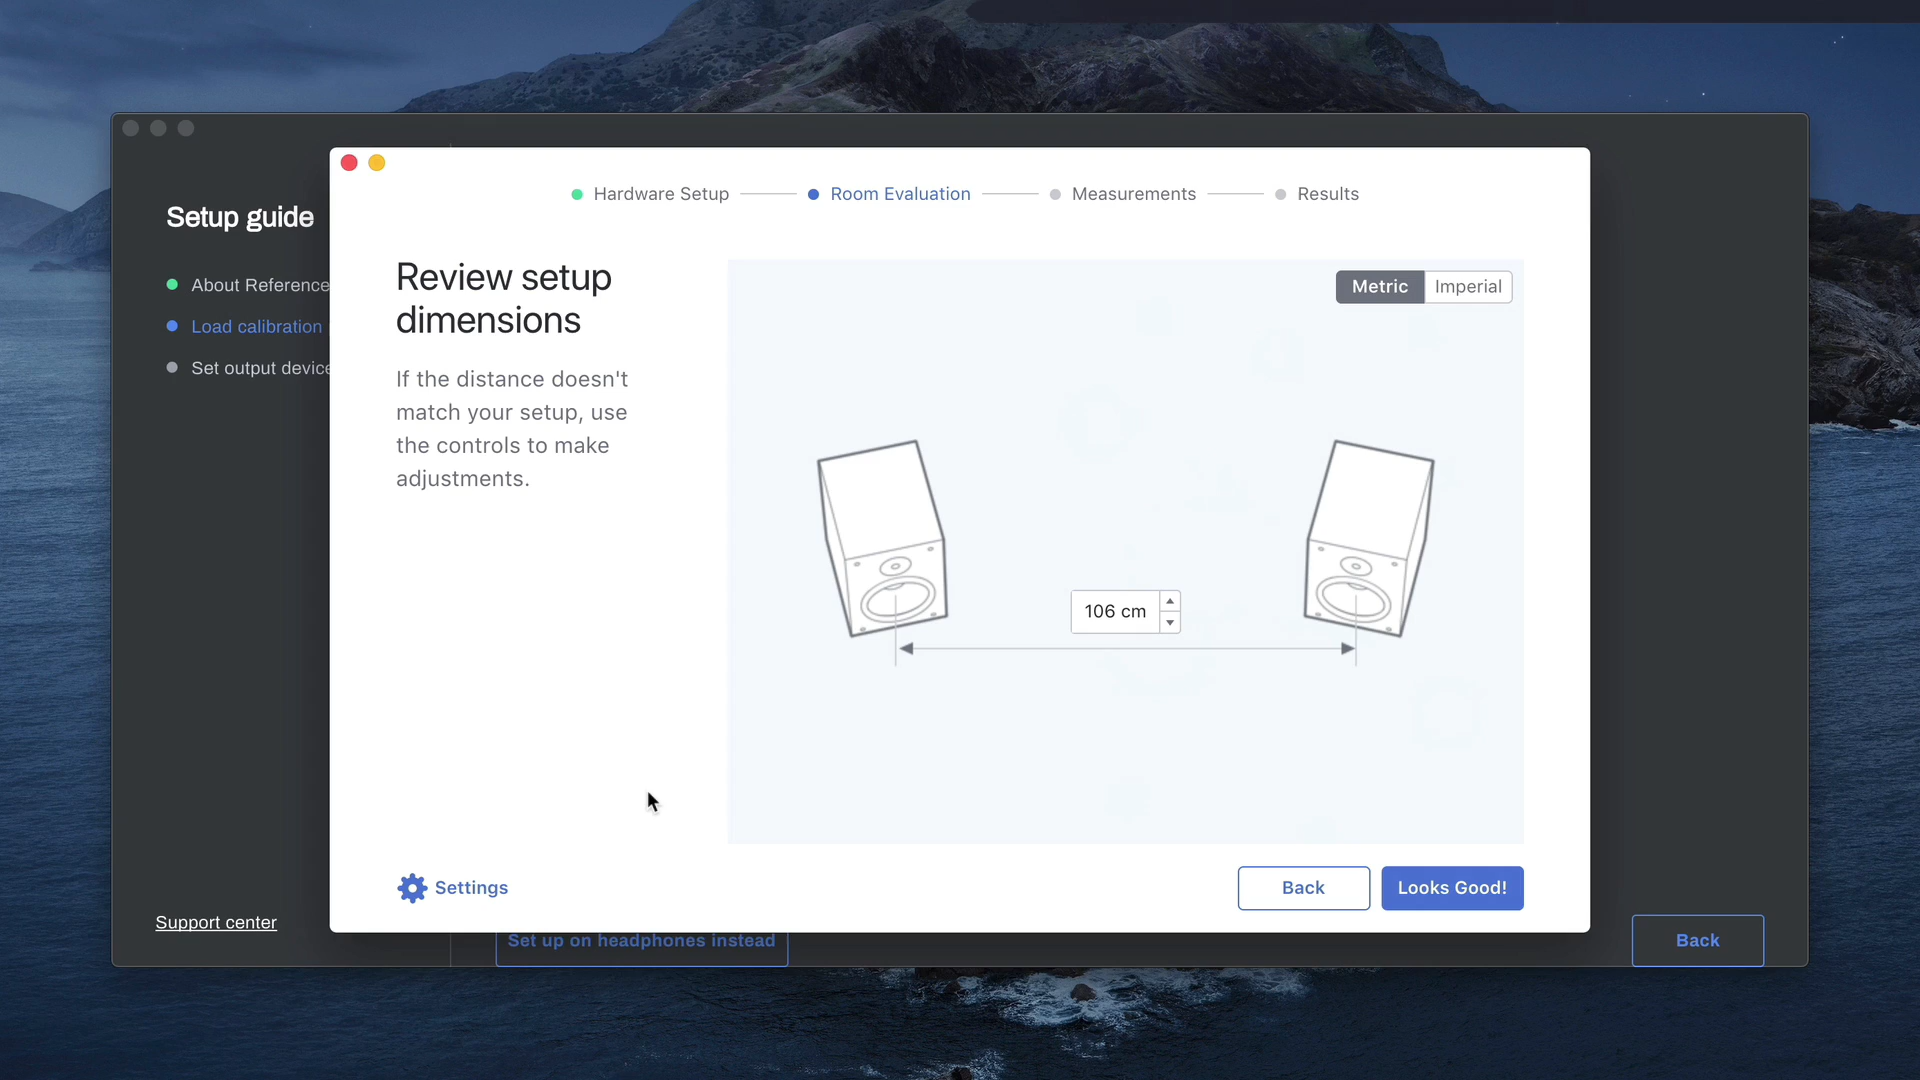 Hardware Setup
Room Evaluation
Measurements
Results
Setup guide
About Reference
Load calibration
Set output device
Review setup
dimensions
If the distance doesn't
match your setup, use
the controls to make
adjustments.
Metric
Imperial
106 cm
Settings
Back
Looks Good!
Support center
Set up on headphones instead
Back